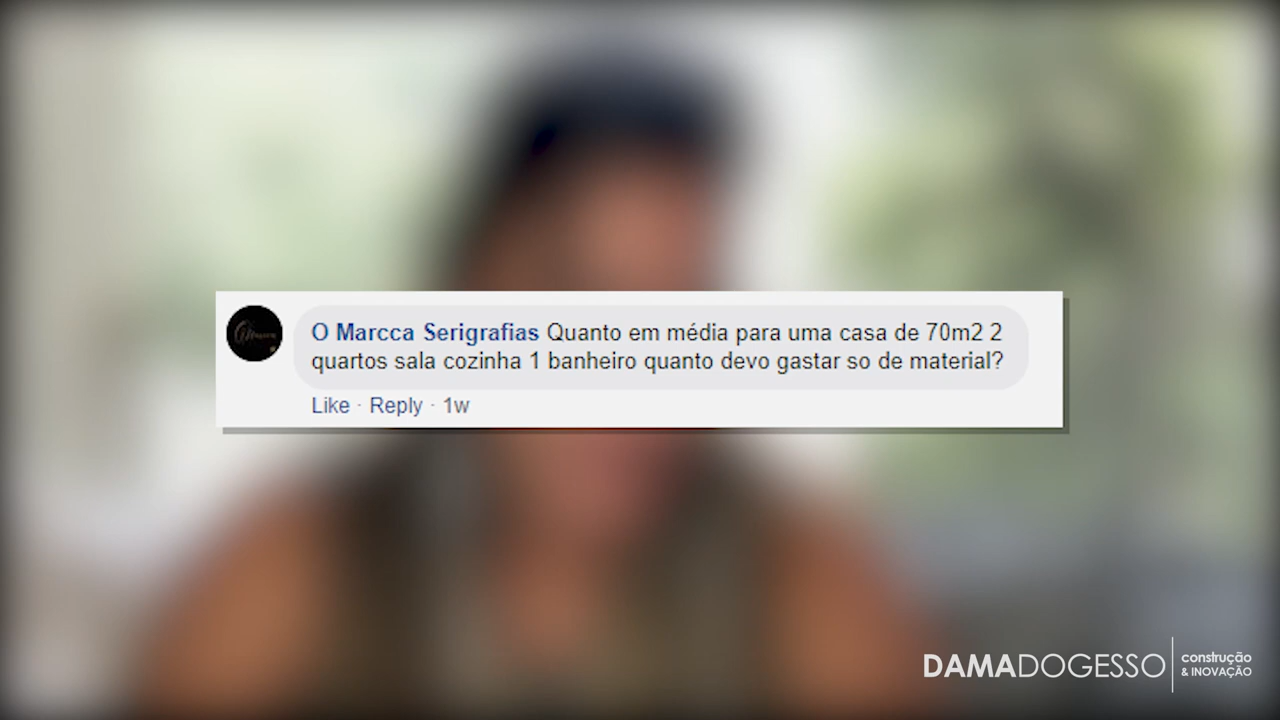 O Marcca Serigrafias Quanto em média para uma casa de 70m2 2
quartos sala cozinha 1 banheiro quanto devo gastar so de material?
Like · Reply · 1w
DAMADOGESSO
construção
& INOVAÇÃO